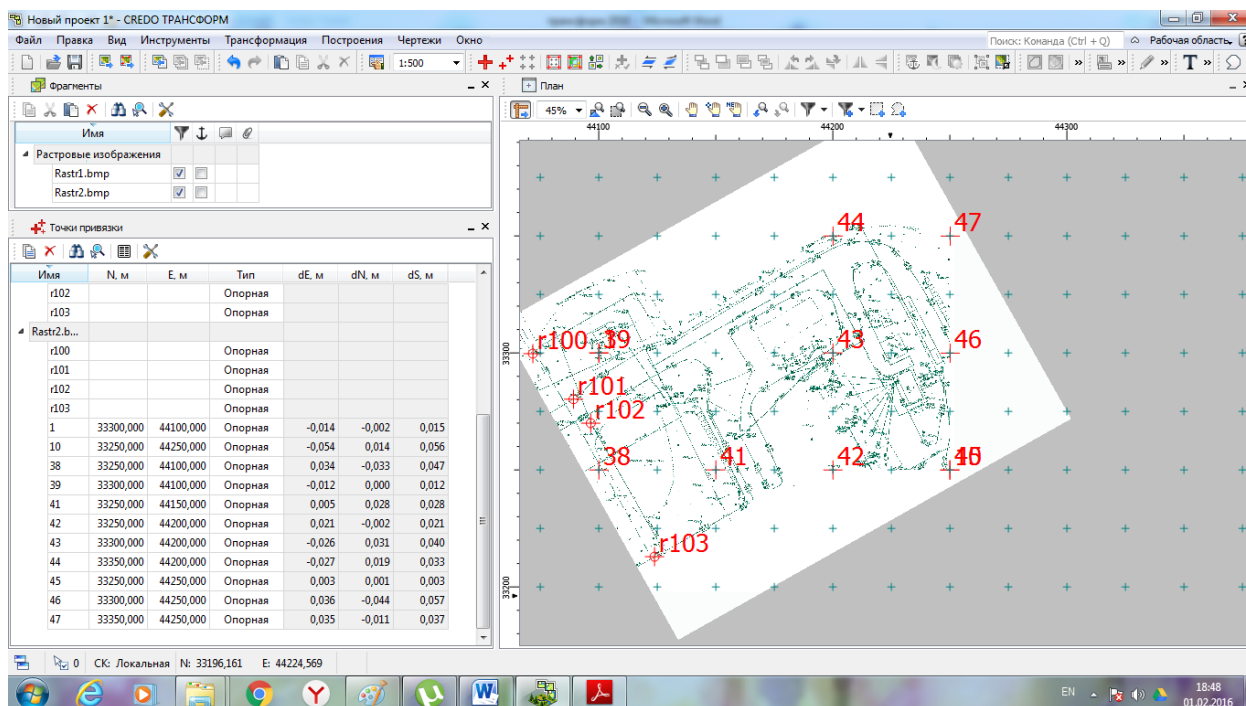 Новый проект 1* - CREDO ТРАНСФОРМ
Файл Правка Вид Инструменты Трансформация Построения Чертежи Окно
Поиск: Команда (Ctrl + Q) Рабочая область
1:500
Фрагменты
План
45%
Имя
Растровые изображения
Rastr1.bmp
Rastr2.bmp
Точки привязки
Имя N, м E, м Тип dE, м dN, м dS, м
r102 Опорная
r103 Опорная
Rastr2.b...
r100 Опорная
r101 Опорная
r102 Опорная
r103 Опорная
1 33300,000 44100,000 Опорная -0,014 -0,002 0,015
10 33250,000 44250,000 Опорная -0,054 0,014 0,056
38 33250,000 44100,000 Опорная 0,034 -0,033 0,047
39 33300,000 44100,000 Опорная -0,012 0,000 0,012
41 33250,000 44150,000 Опорная 0,005 0,028 0,028
42 33250,000 44200,000 Опорная 0,021 -0,002 0,021
43 33300,000 44200,000 Опорная -0,026 0,031 0,040
44 33350,000 44200,000 Опорная -0,027 0,019 0,033
45 33250,000 44250,000 Опорная 0,003 0,001 0,003
46 33300,000 44250,000 Опорная 0,036 -0,044 0,057
47 33350,000 44250,000 Опорная 0,035 -0,011 0,037
44100 44200 44300
33300
33200
44 47
r100 39 43 46
r101
r102
38 41 42
r103
0 СК: Локальная N: 33196,161 E: 44224,569
EN 18:48
01.02.2016